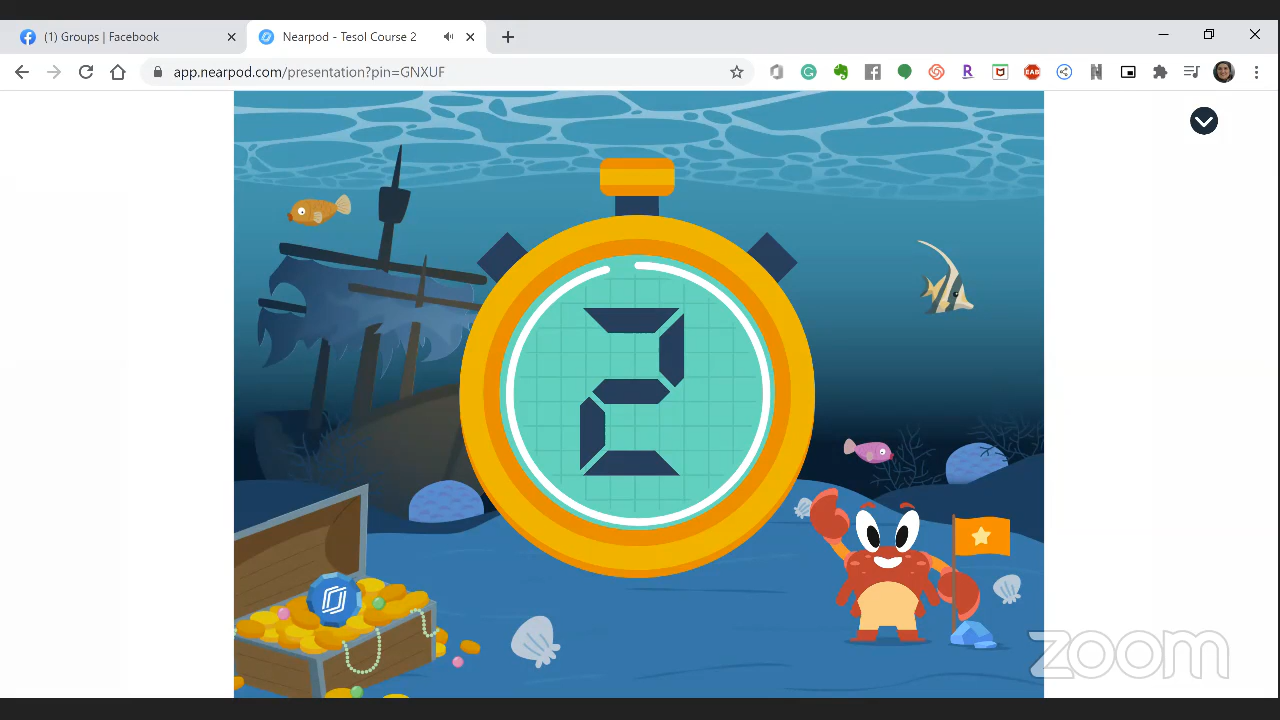 (1) Groups | Facebook
Nearpod - Tesol Course 2
app.nearpod.com/presentation?pin=GNXUF
2
zoom